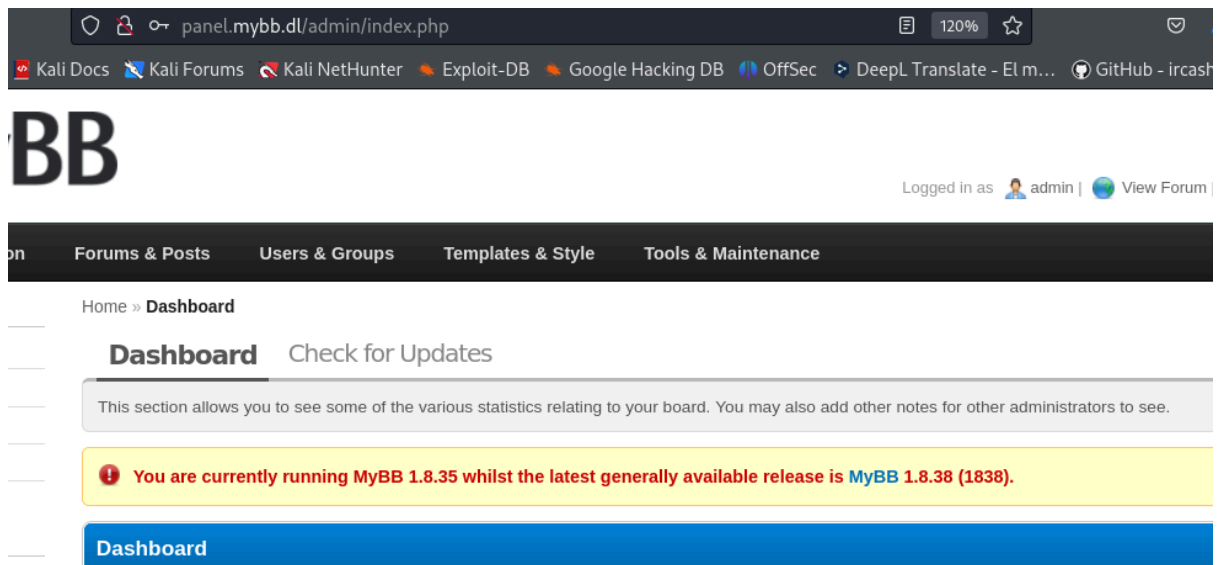 panel.mybb.dl/admin/index.php 120%
Kali Docs Kali Forums Kali NetHunter Exploit-DB Google Hacking DB OffSec DeepL Translate - El m... GitHub - ircash
BB
Logged in as admin | View Forum |
on Forums & Posts Users & Groups Templates & Style Tools & Maintenance
Home » Dashboard
Dashboard Check for Updates
This section allows you to see some of the various statistics relating to your board. You may also add other notes for other administrators to see.
You are currently running MyBB 1.8.35 whilst the latest generally available release is MyBB 1.8.38 (1838).
Dashboard